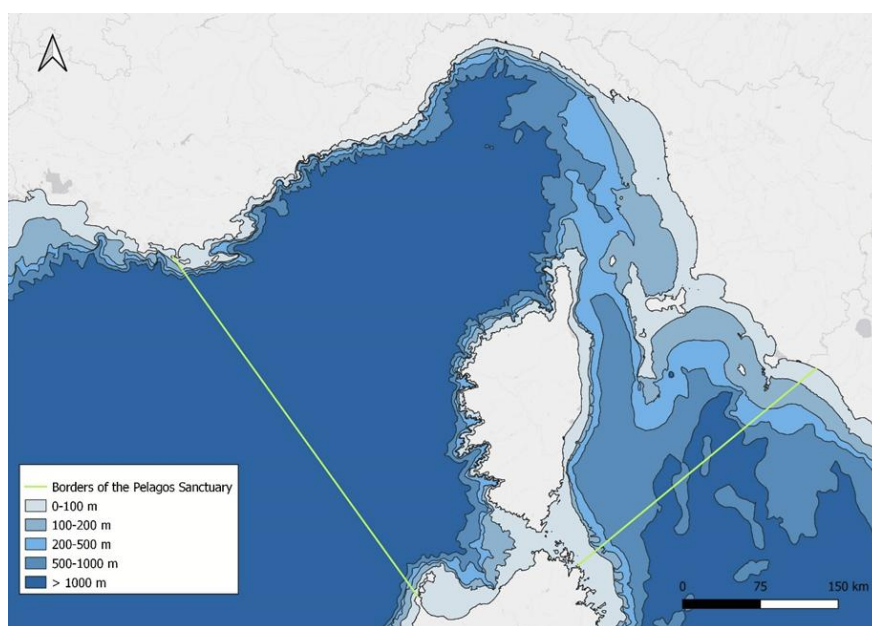 Borders of the Pelagos Sanctuary
0-100 m
100-200 m
200-500 m
500-1000 m
> 1000 m
0 75 150 km